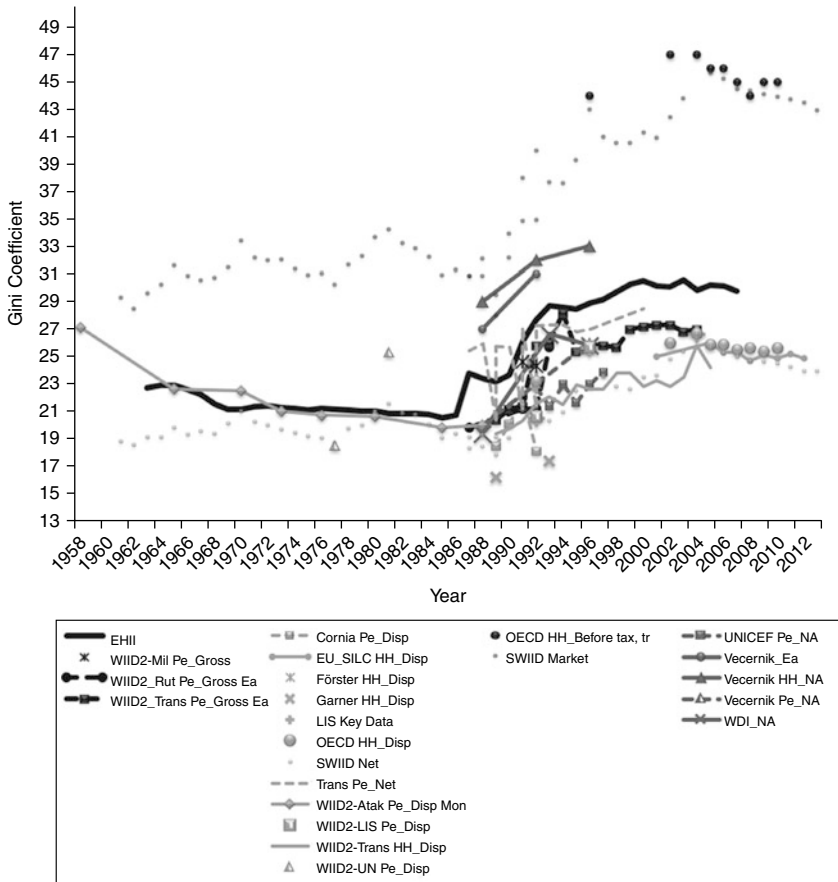 49
47
45
43
41
39
37
35
33
31
29
27
25
23
21
19
17
15
13
Gini Coefficient
1958
1960
1962
1964
1966
1968
1970
1972
1974
1976
1978
1980
1982
1984
1986
1988
1990
1992
1994
1996
1998
2000
2002
2004
2006
2008
2010
2012
Year
EHII
WIID2-Mil Pe_Gross
WIID2_Rut Pe_Gross Ea
WIID2_Trans Pe_Gross Ea
Cornia Pe_Disp
EU_SILC HH_Disp
Förster HH_Disp
Garner HH_Disp
LIS Key Data
OECD HH_Disp
SWIID Net
Trans Pe_Net
WIID2-Atak Pe_Disp Mon
WIID2-LIS Pe_Disp
WIID2-Trans HH_Disp
WIID2-UN Pe_Disp
OECD HH_Before tax, tr
SWIID Market
UNICEF Pe_NA
Vecernik_Ea
Vecernik HH_NA
Vecernik Pe_NA
WDI_NA